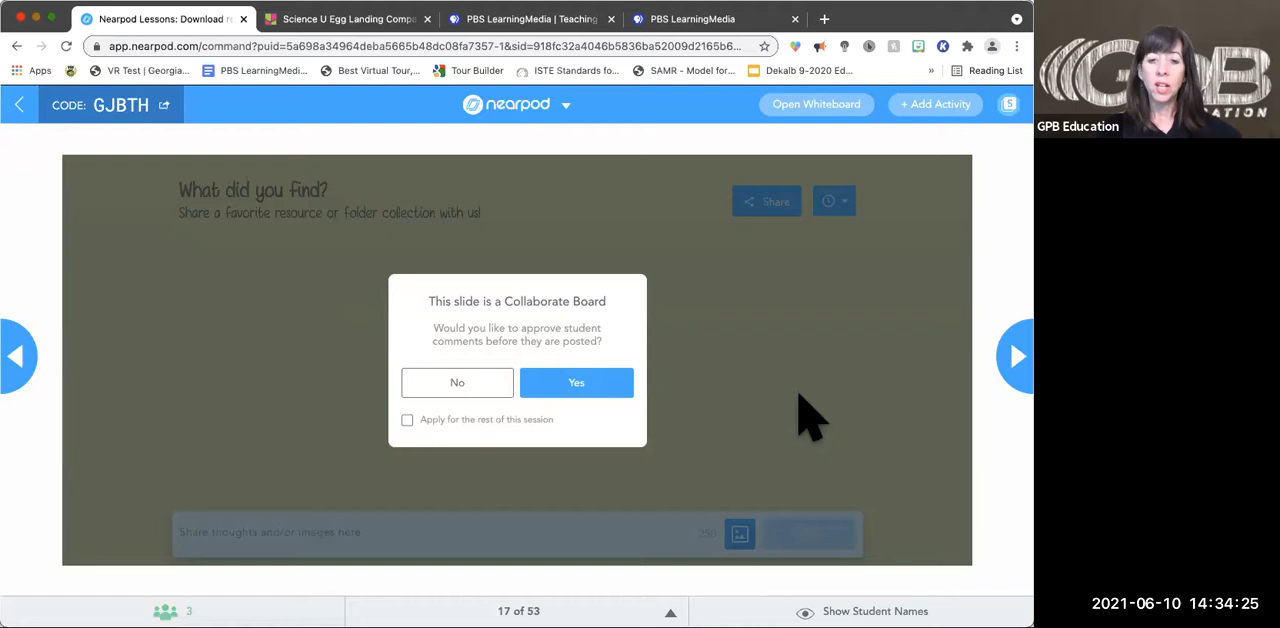 Nearpod Lessons: Download re
Science U Egg Landing Compo
PBS LearningMedia | Teaching
PBS LearningMedia
app.nearpod.com/command?puid=5a698a34964deba5665b48dc08fa7357-1&sid=918fc32a4046b5836ba52009d2165b6...
Apps
VR Test | Georgia...
PBS LearningMedi...
Best Virtual Tour,...
Tour Builder
ISTE Standards fo...
SAMR - Model for...
Dekalb 9-2020 Ed...
»
Reading List
CODE: GJBTH
nearpod
Open Whiteboard
+ Add Activity
S
GPB
EDUCATION
GPB Education
What did you find?
Share a favorite resource or folder collection with us!
Share
This slide is a Collaborate Board
Would you like to approve student
comments before they are posted?
No
Yes
Apply for the rest of this session
Share thoughts and/or images here
250
3
17 of 53
Show Student Names
2021-06-10 14:34:25